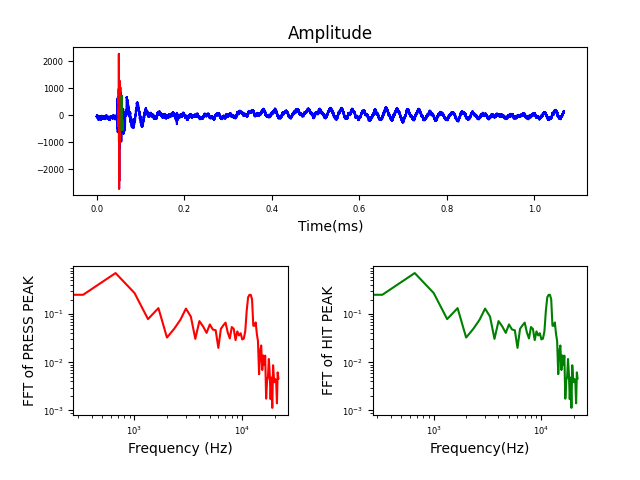 Amplitude
2000
1000
0
−1000
−2000
0.0 0.2 0.4 0.6 0.8 1.0
Time(ms)
FFT of PRESS PEAK
10⁻¹
10⁻²
10⁻³
10³ 10⁴
Frequency (Hz)
FFT of HIT PEAK
10⁻¹
10⁻²
10⁻³
10³ 10⁴
Frequency(Hz)